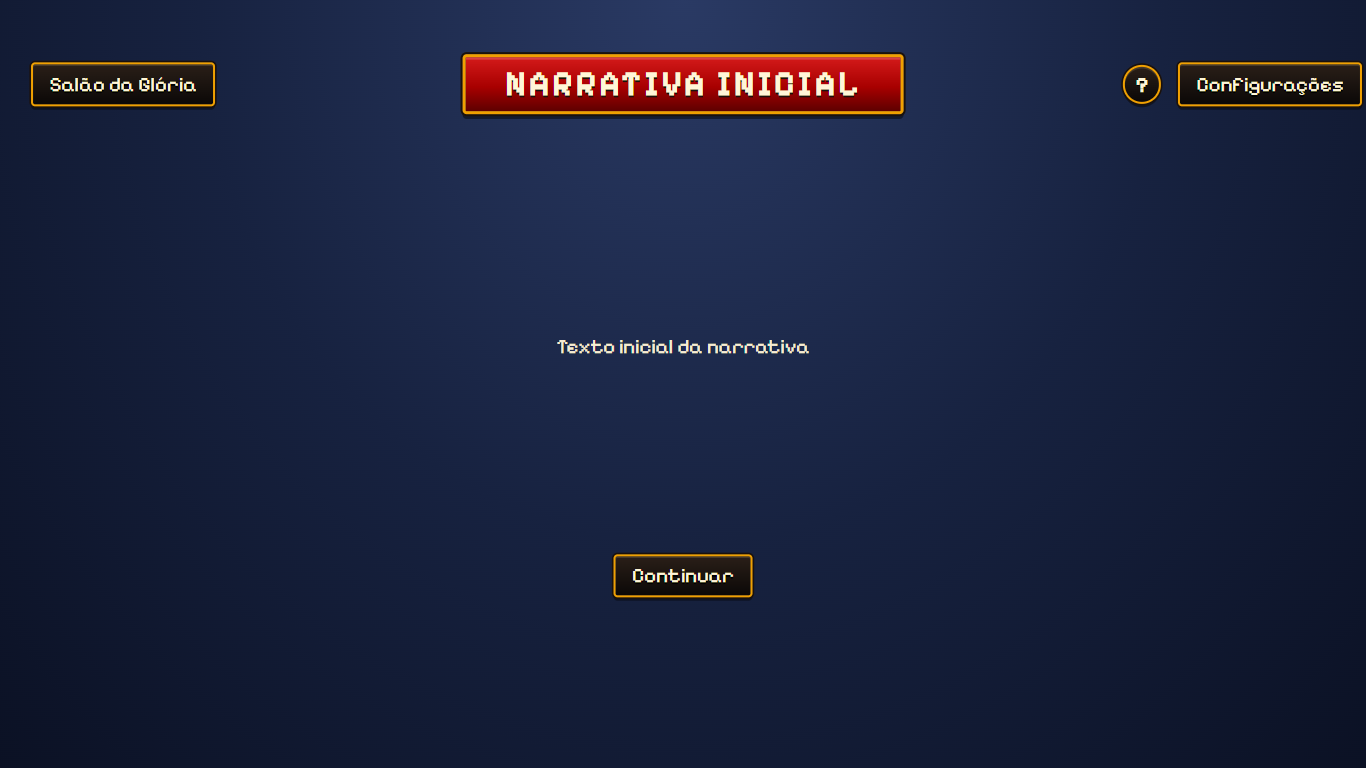 Salão da Glória
NARRATIVA INICIAL
?
Configurações
Texto inicial da narrativa
Continuar